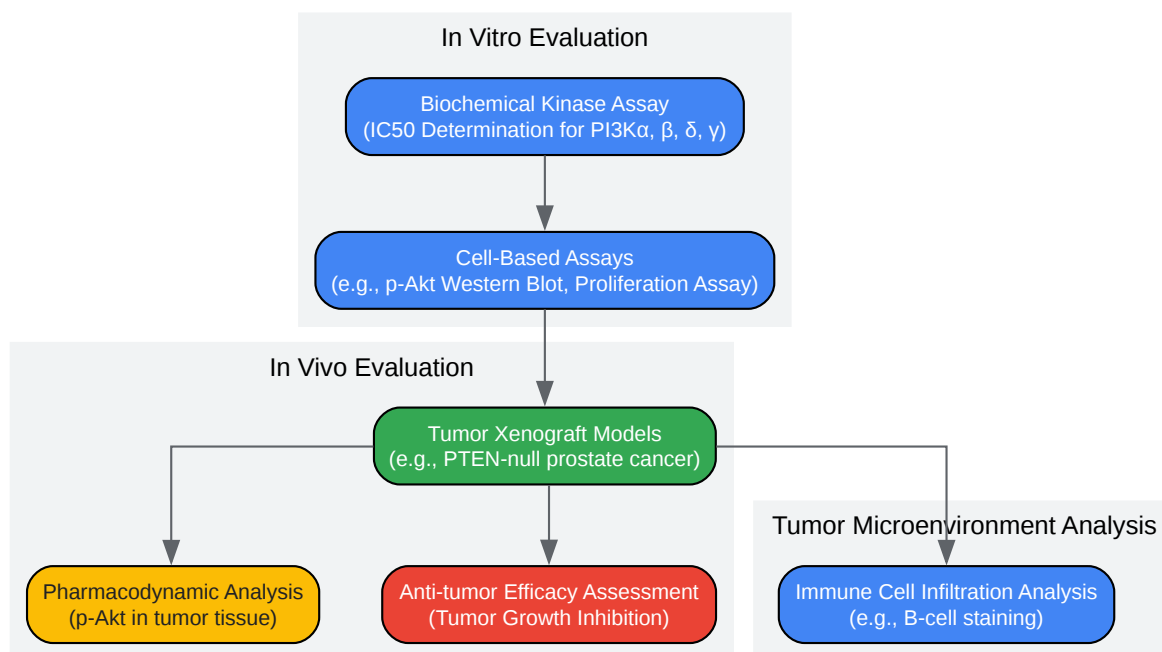 In Vitro Evaluation
Biochemical Kinase Assay
(IC50 Determination for PI3Kα, β, δ, γ)
Cell-Based Assays
(e.g., p-Akt Western Blot, Proliferation Assay)
In Vivo Evaluation
Tumor Xenograft Models
(e.g., PTEN-null prostate cancer)
Tumor Microenvironment Analysis
Pharmacodynamic Analysis
(p-Akt in tumor tissue)
Anti-tumor Efficacy Assessment
(Tumor Growth Inhibition)
Immune Cell Infiltration Analysis
(e.g., B-cell staining)